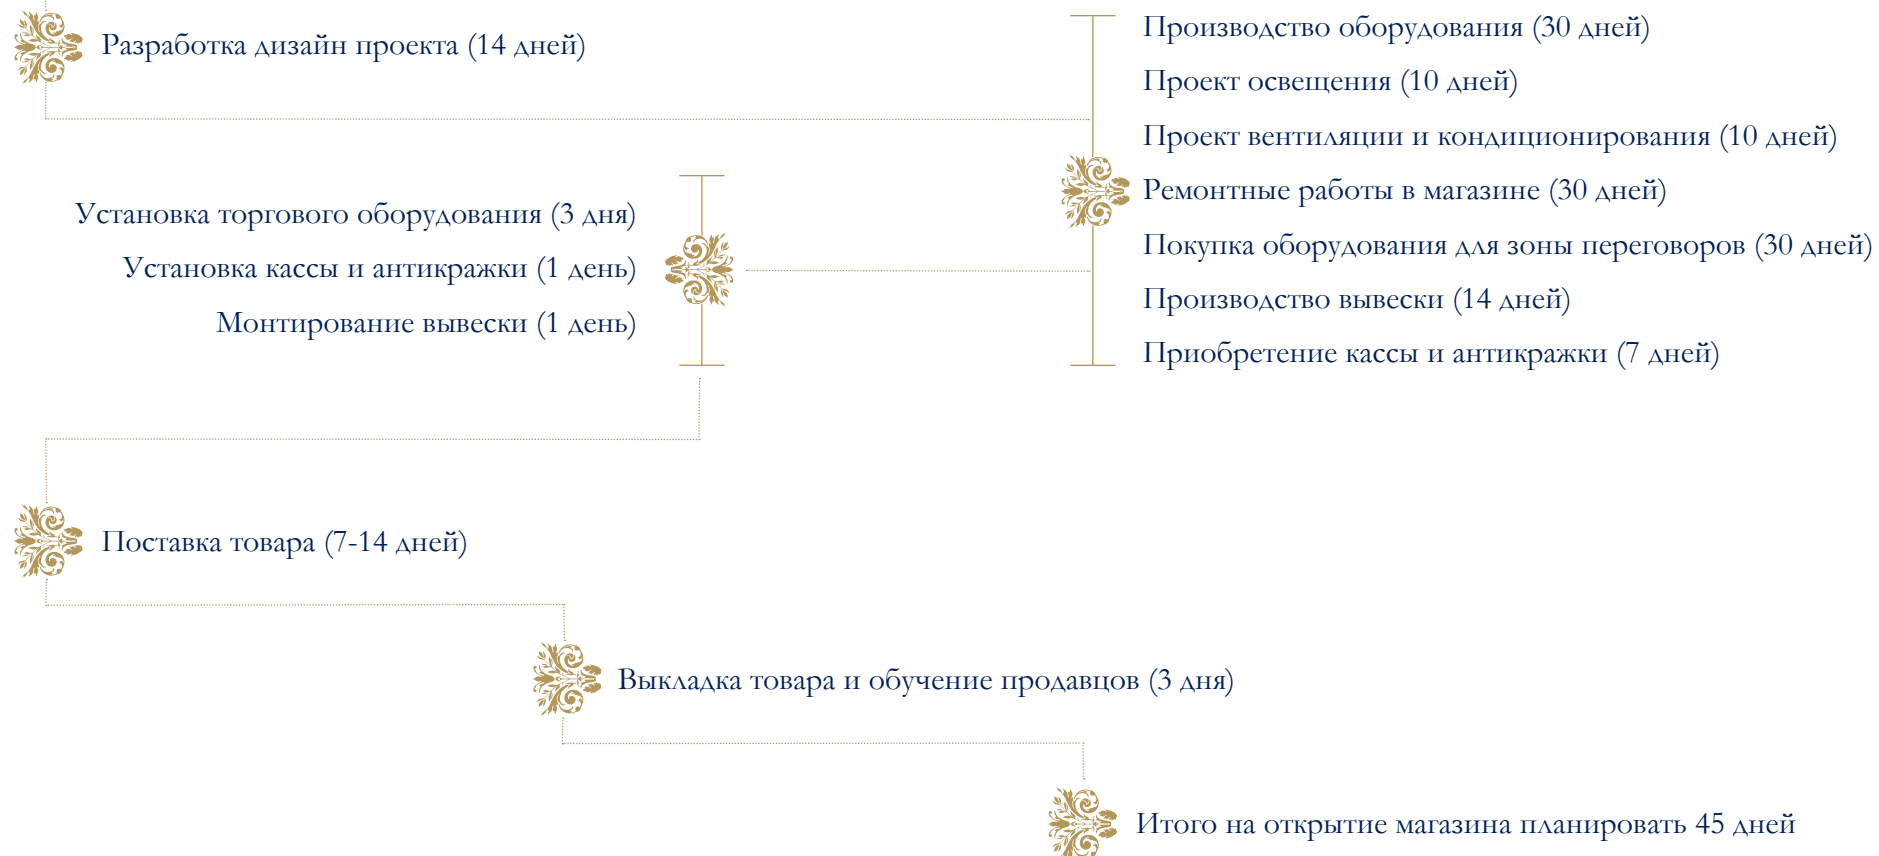 Разработка дизайн проекта (14 дней)
Производство оборудования (30 дней)
Проект освещения (10 дней)
Проект вентиляции и кондиционирования (10 дней)
Ремонтные работы в магазине (30 дней)
Покупка оборудования для зоны переговоров (30 дней)
Производство вывески (14 дней)
Приобретение кассы и антикражки (7 дней)
Установка торгового оборудования (3 дня)
Установка кассы и антикражки (1 день)
Монтирование вывески (1 день)
Поставка товара (7-14 дней)
Выкладка товара и обучение продавцов (3 дня)
Итого на открытие магазина планировать 45 дней